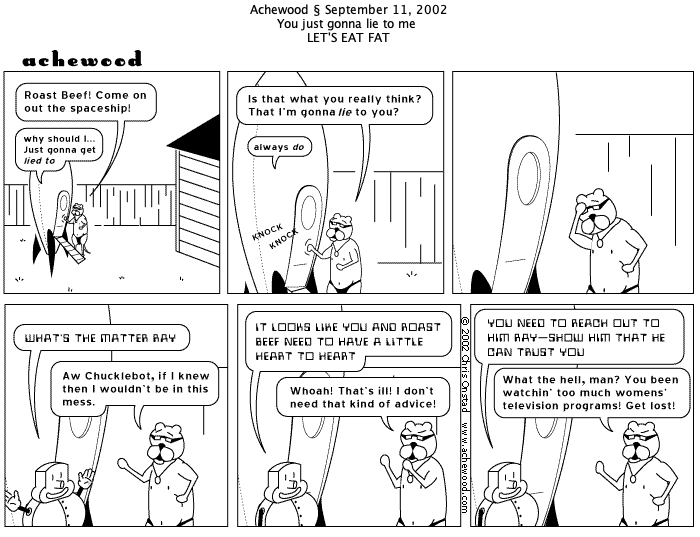 Achewood § September 11, 2002
You just gonna lie to me
LET'S EAT FAT
achewood
Roast Beef! Come on
out the spaceship!
why should I...
Just gonna get
lied to
Is that what you really think?
That I'm gonna lie to you?
always do
KNOCK
KNOCK
WHAT'S THE MATTER RAY
Aw Chucklebot, if I knew
then I wouldn't be in this
mess.
IT LOOKS LIKE YOU AND ROAST
BEEF NEED TO HAVE A LITTLE
HEART TO HEART
Whoah! That's ill! I don't
need that kind of advice!
© 2002 Chris Onstad www.achewood.com
YOU NEED TO REACH OUT TO
HIM RAY—SHOW HIM THAT HE
CAN TRUST YOU
What the hell, man? You been
watchin' too much womens'
television programs! Get lost!